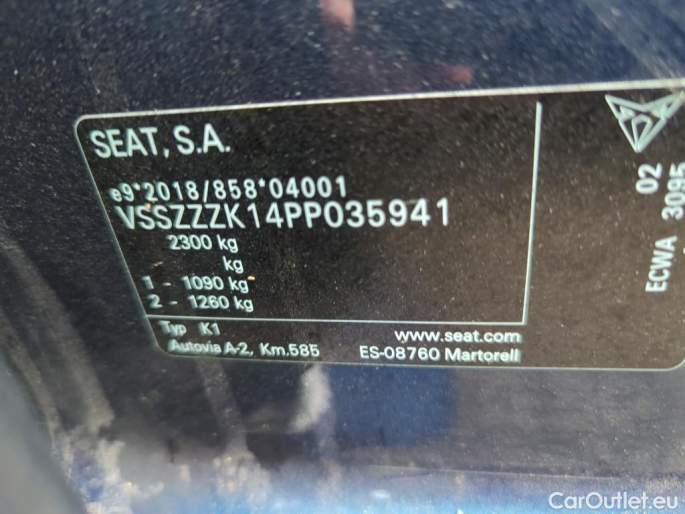 SEAT, S.A.
e9*2018/858*04001
VSSZZZK14PP035941
2300 kg
kg
1 - 1090 kg
2 - 1260 kg
Typ K1
www.seat.com
Autovia A-2, Km.585
ES-08760 Martorell
02
ECWA 3095
CarOutlet.eu